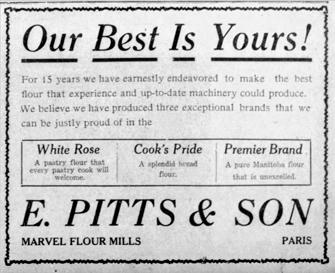 Our Best Is Yours!
For 15 years we have earnestly endeavored to make the best
flour that experience and up-to-date machinery could produce.
We believe we have produced three exceptional brands that we
can be justly proud of in the
White Rose
A pastry flour that
every pastry cook will
welcome.
Cook's Pride
A splendid bread
flour.
Premier Brand
A pure Manitoba flour
that is unexcelled.
E. PITTS & SON
MARVEL FLOUR MILLS
PARIS